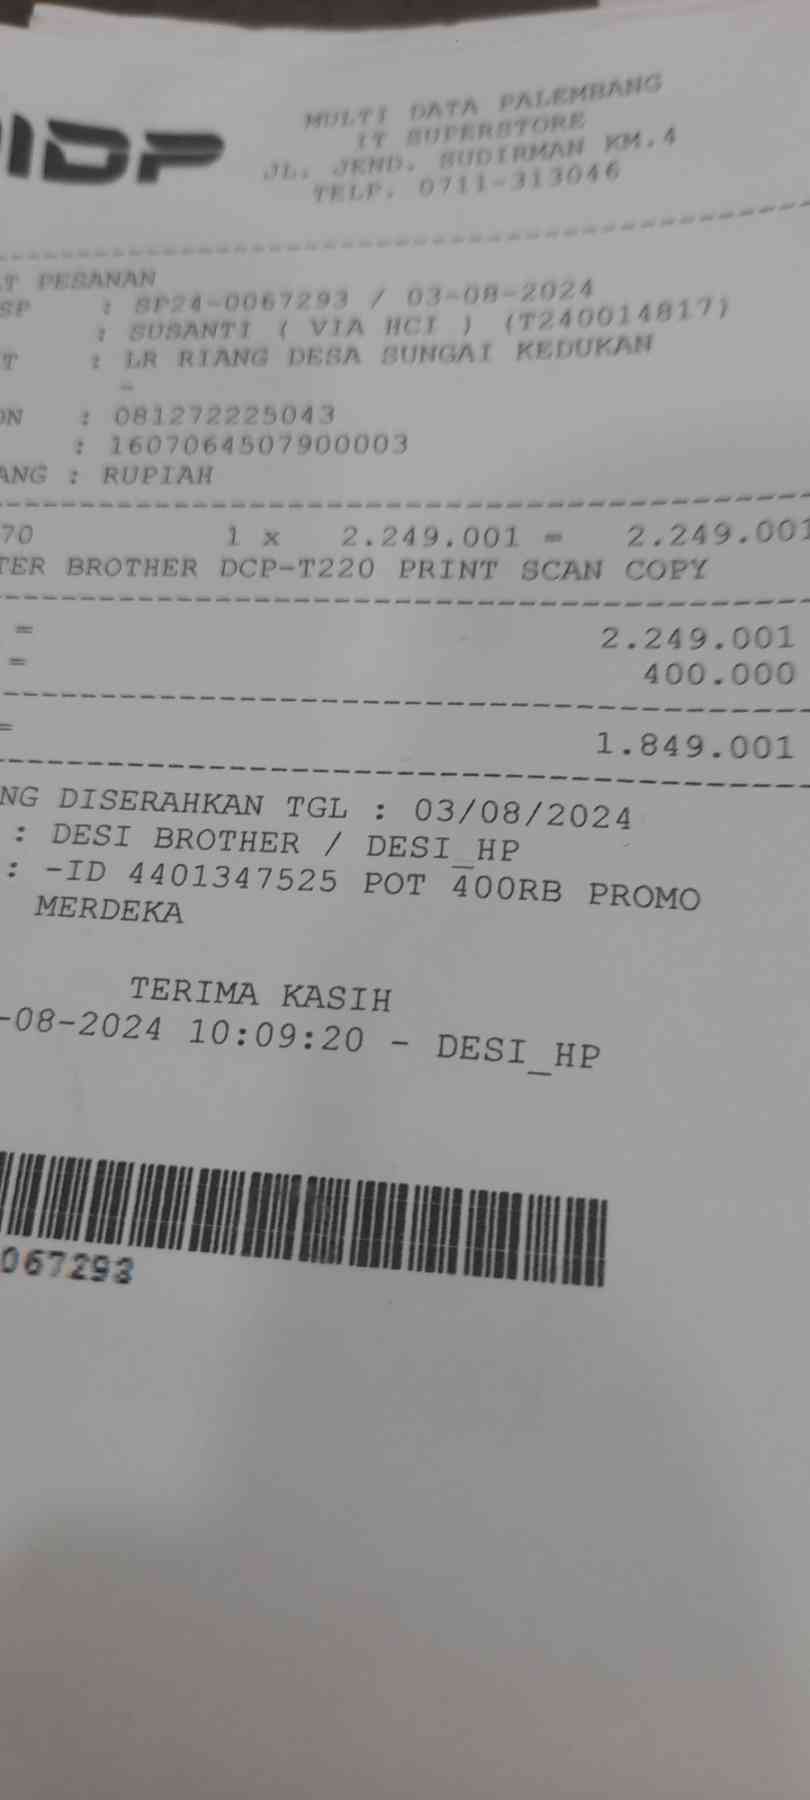 MULTI DATA PALEMBANG
IT SUPERSTORE
JL. JEND. SUDIRMAN KM.4
TELP. 0711-313046
PESANAN
SP : SP24-0067293 / 03-08-2024
: SUSANTI ( VIA HCI ) (T240014817)
T : LR RIANG DESA SUNGAI KEDUKAN
-
ON : 081272225043
: 1607064507900003
ANG : RUPIAH
70 1 x 2.249.001 = 2.249.001
TER BROTHER DCP-T220 PRINT SCAN COPY
= 2.249.001
= 400.000
= 1.849.001
NG DISERAHKAN TGL : 03/08/2024
: DESI BROTHER / DESI_HP
: -ID 4401347525 POT 400RB PROMO
MERDEKA
TERIMA KASIH
-08-2024 10:09:20 - DESI_HP
067293